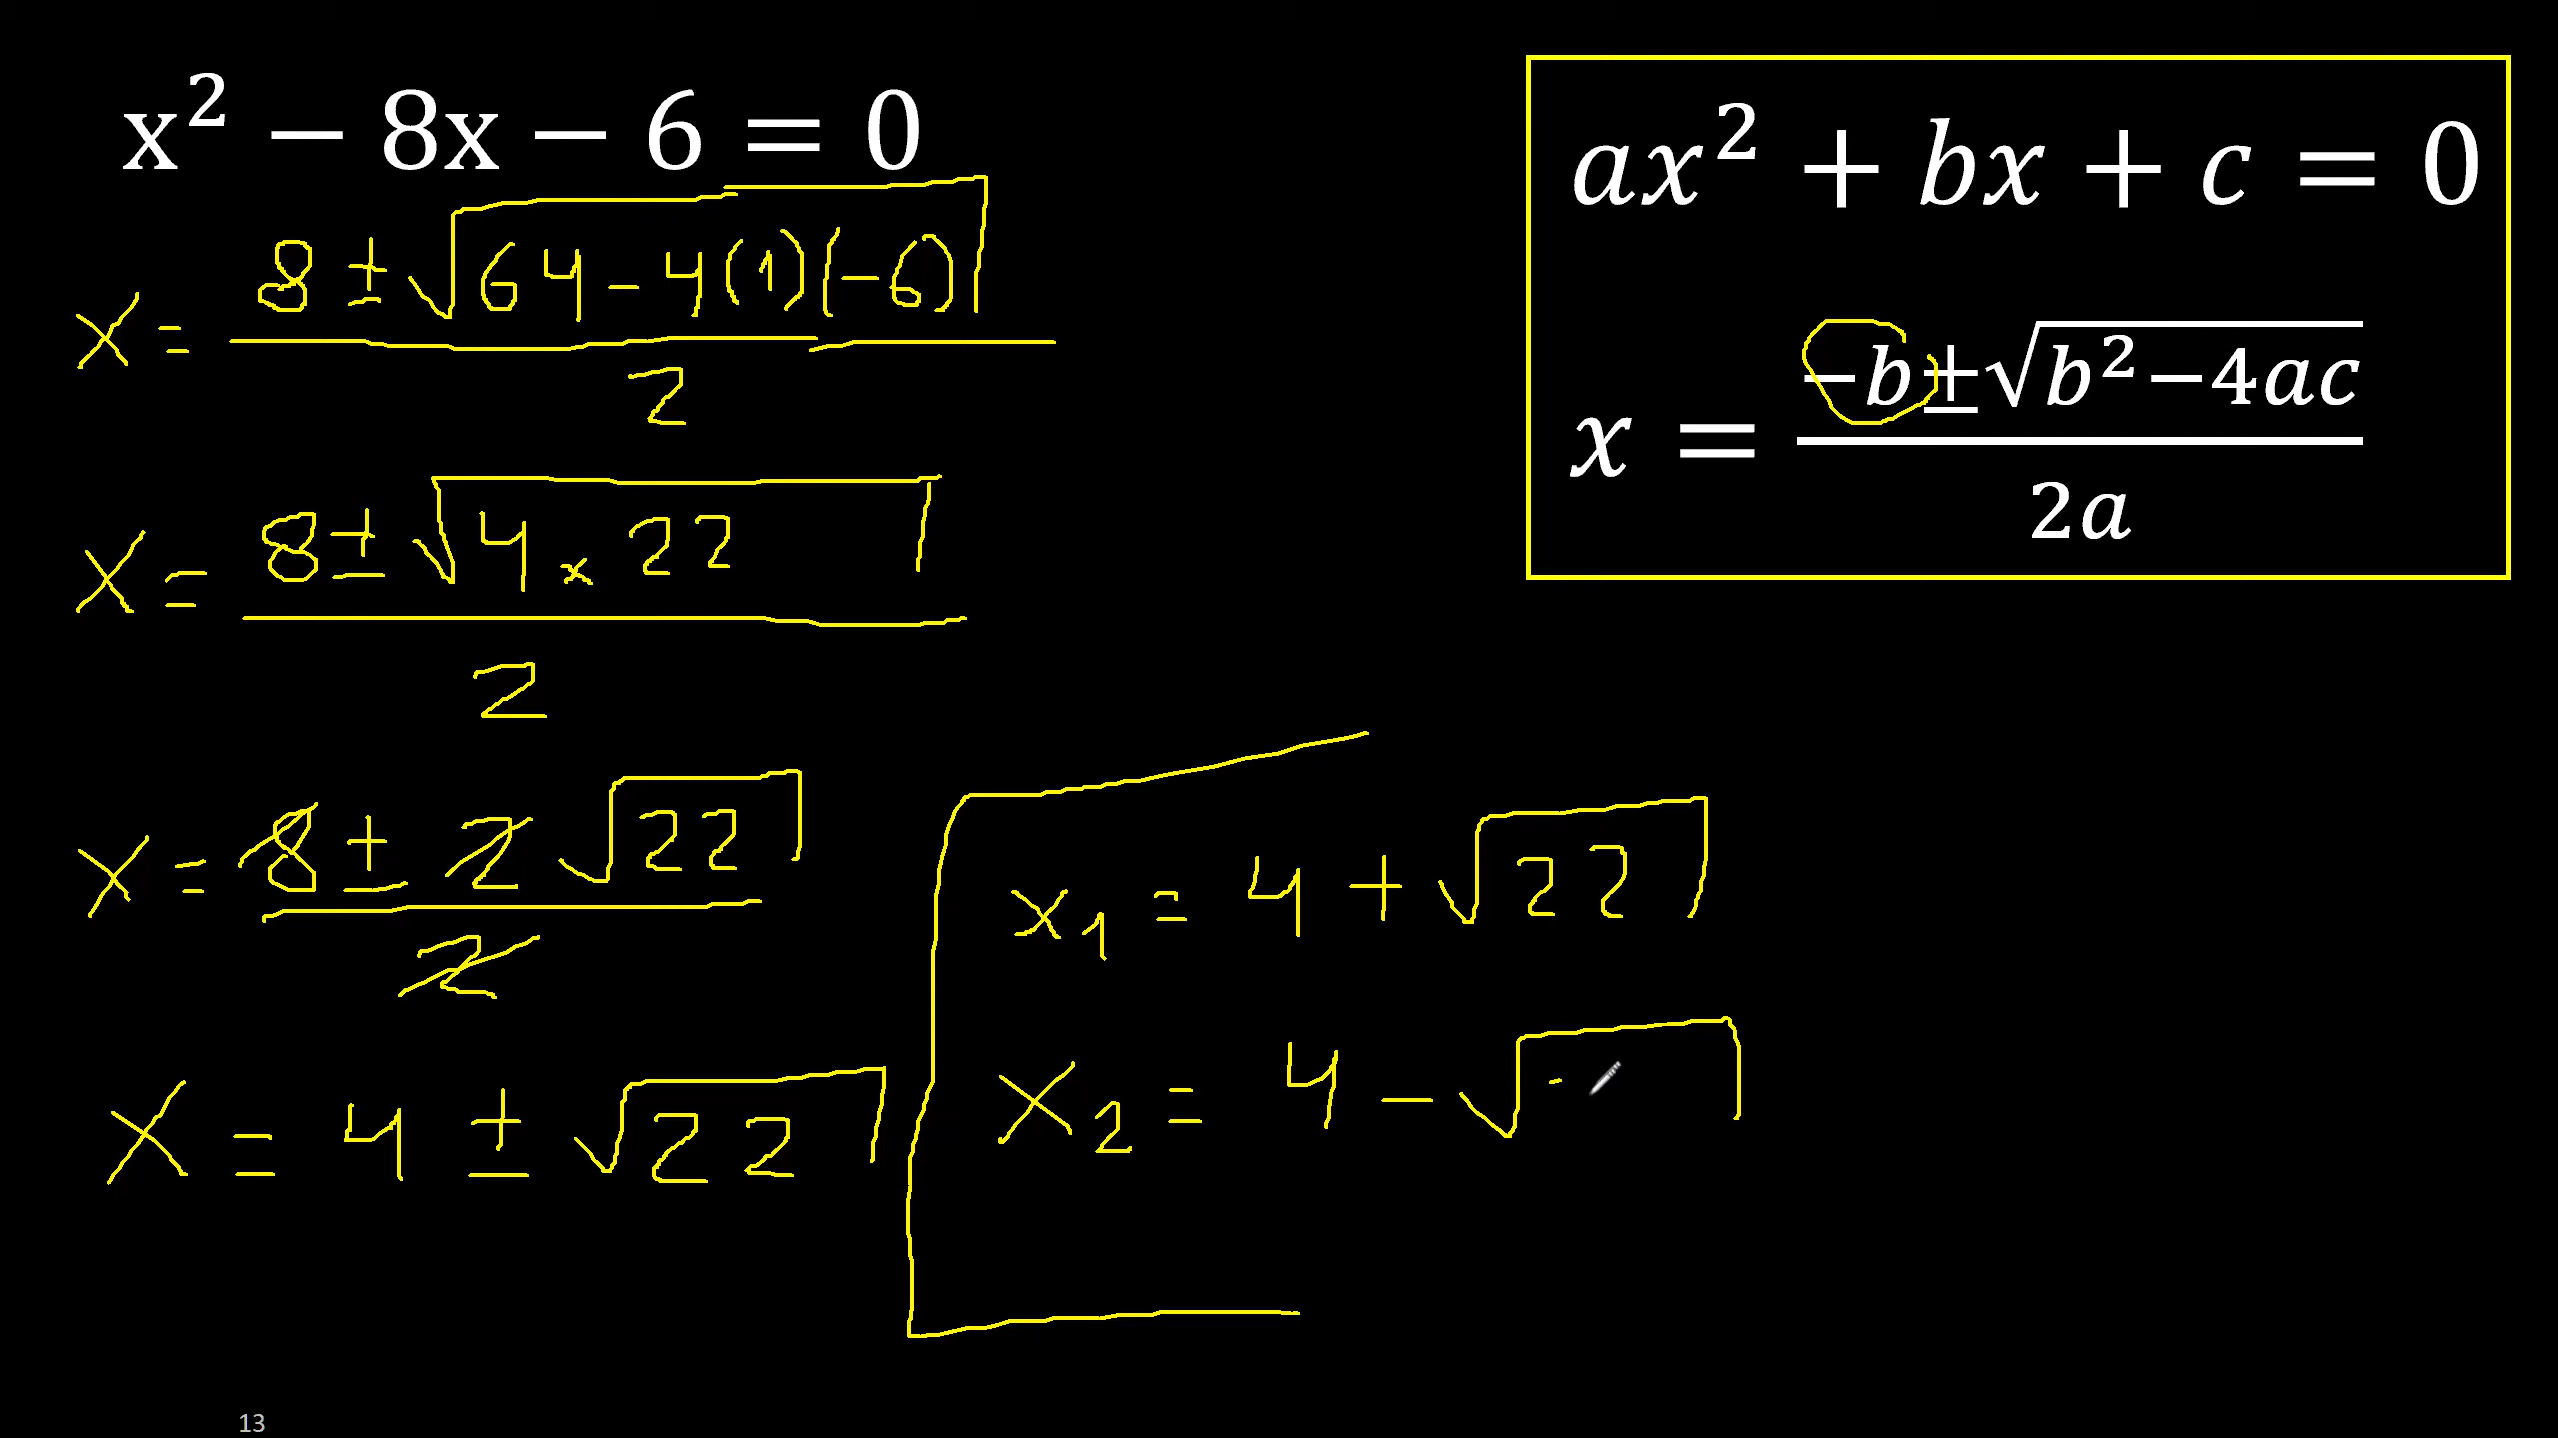 x² − 8x − 6 = 0
x = (8 ± √(64 − 4(1)(−6))) / 2
x = (8 ± √(4 × 22)) / 2
x = (8 ± 2√22) / 2
x = 4 ± √22
x₁ = 4 + √22
x₂ = 4 − √
ax² + bx + c = 0
x = (−b ± √(b² − 4ac)) / 2a
13